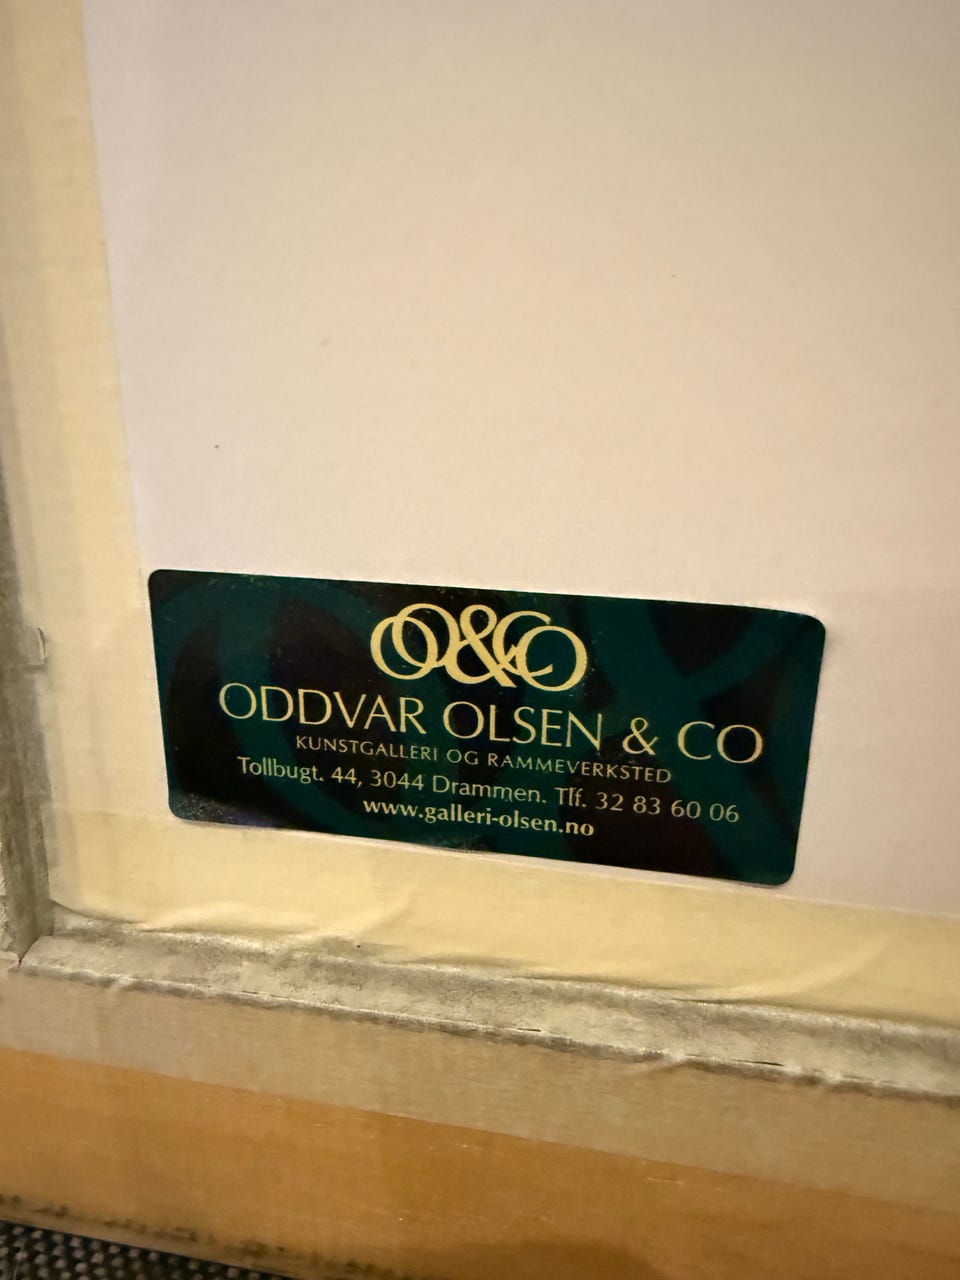 O&CO
ODDVAR OLSEN & CO
KUNSTGALLERI OG RAMMEVERKSTED
Tollbugt. 44, 3044 Drammen. Tlf. 32 83 60 06
www.galleri-olsen.no